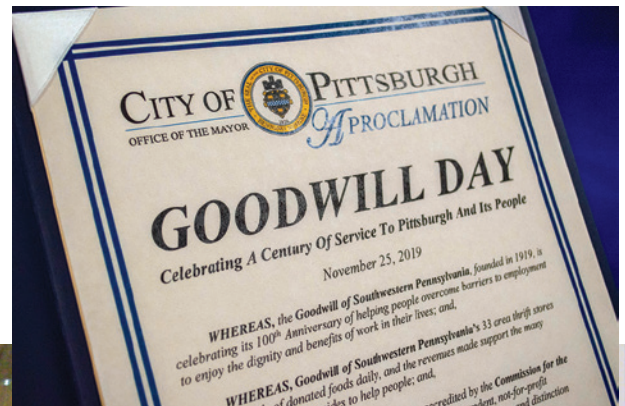 CITY OF PITTSBURGH
OFFICE OF THE MAYOR A PROCLAMATION
GOODWILL DAY
Celebrating A Century Of Service To Pittsburgh And Its People
November 25, 2019
WHEREAS, the Goodwill of Southwestern Pennsylvania, founded in 1919, is
celebrating its 100th Anniversary of helping people overcome barriers to employment
to enjoy the dignity and benefits of work in their lives; and,
WHEREAS, Goodwill of Southwestern Pennsylvania's 33 area thrift stores
of donated foods daily, and the revenues made support the many
to help people; and,
accredited by the Commission for the
not-for-profit
and distinction